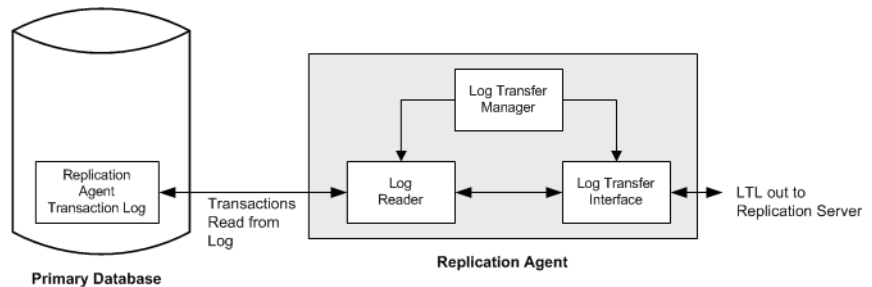 Log Transfer
Manager
Replication
Agent
Transaction Log
Transactions
Read from
Log
Log
Reader
Log Transfer
Interface
LTL out to
Replication Server
Replication Agent
Primary Database